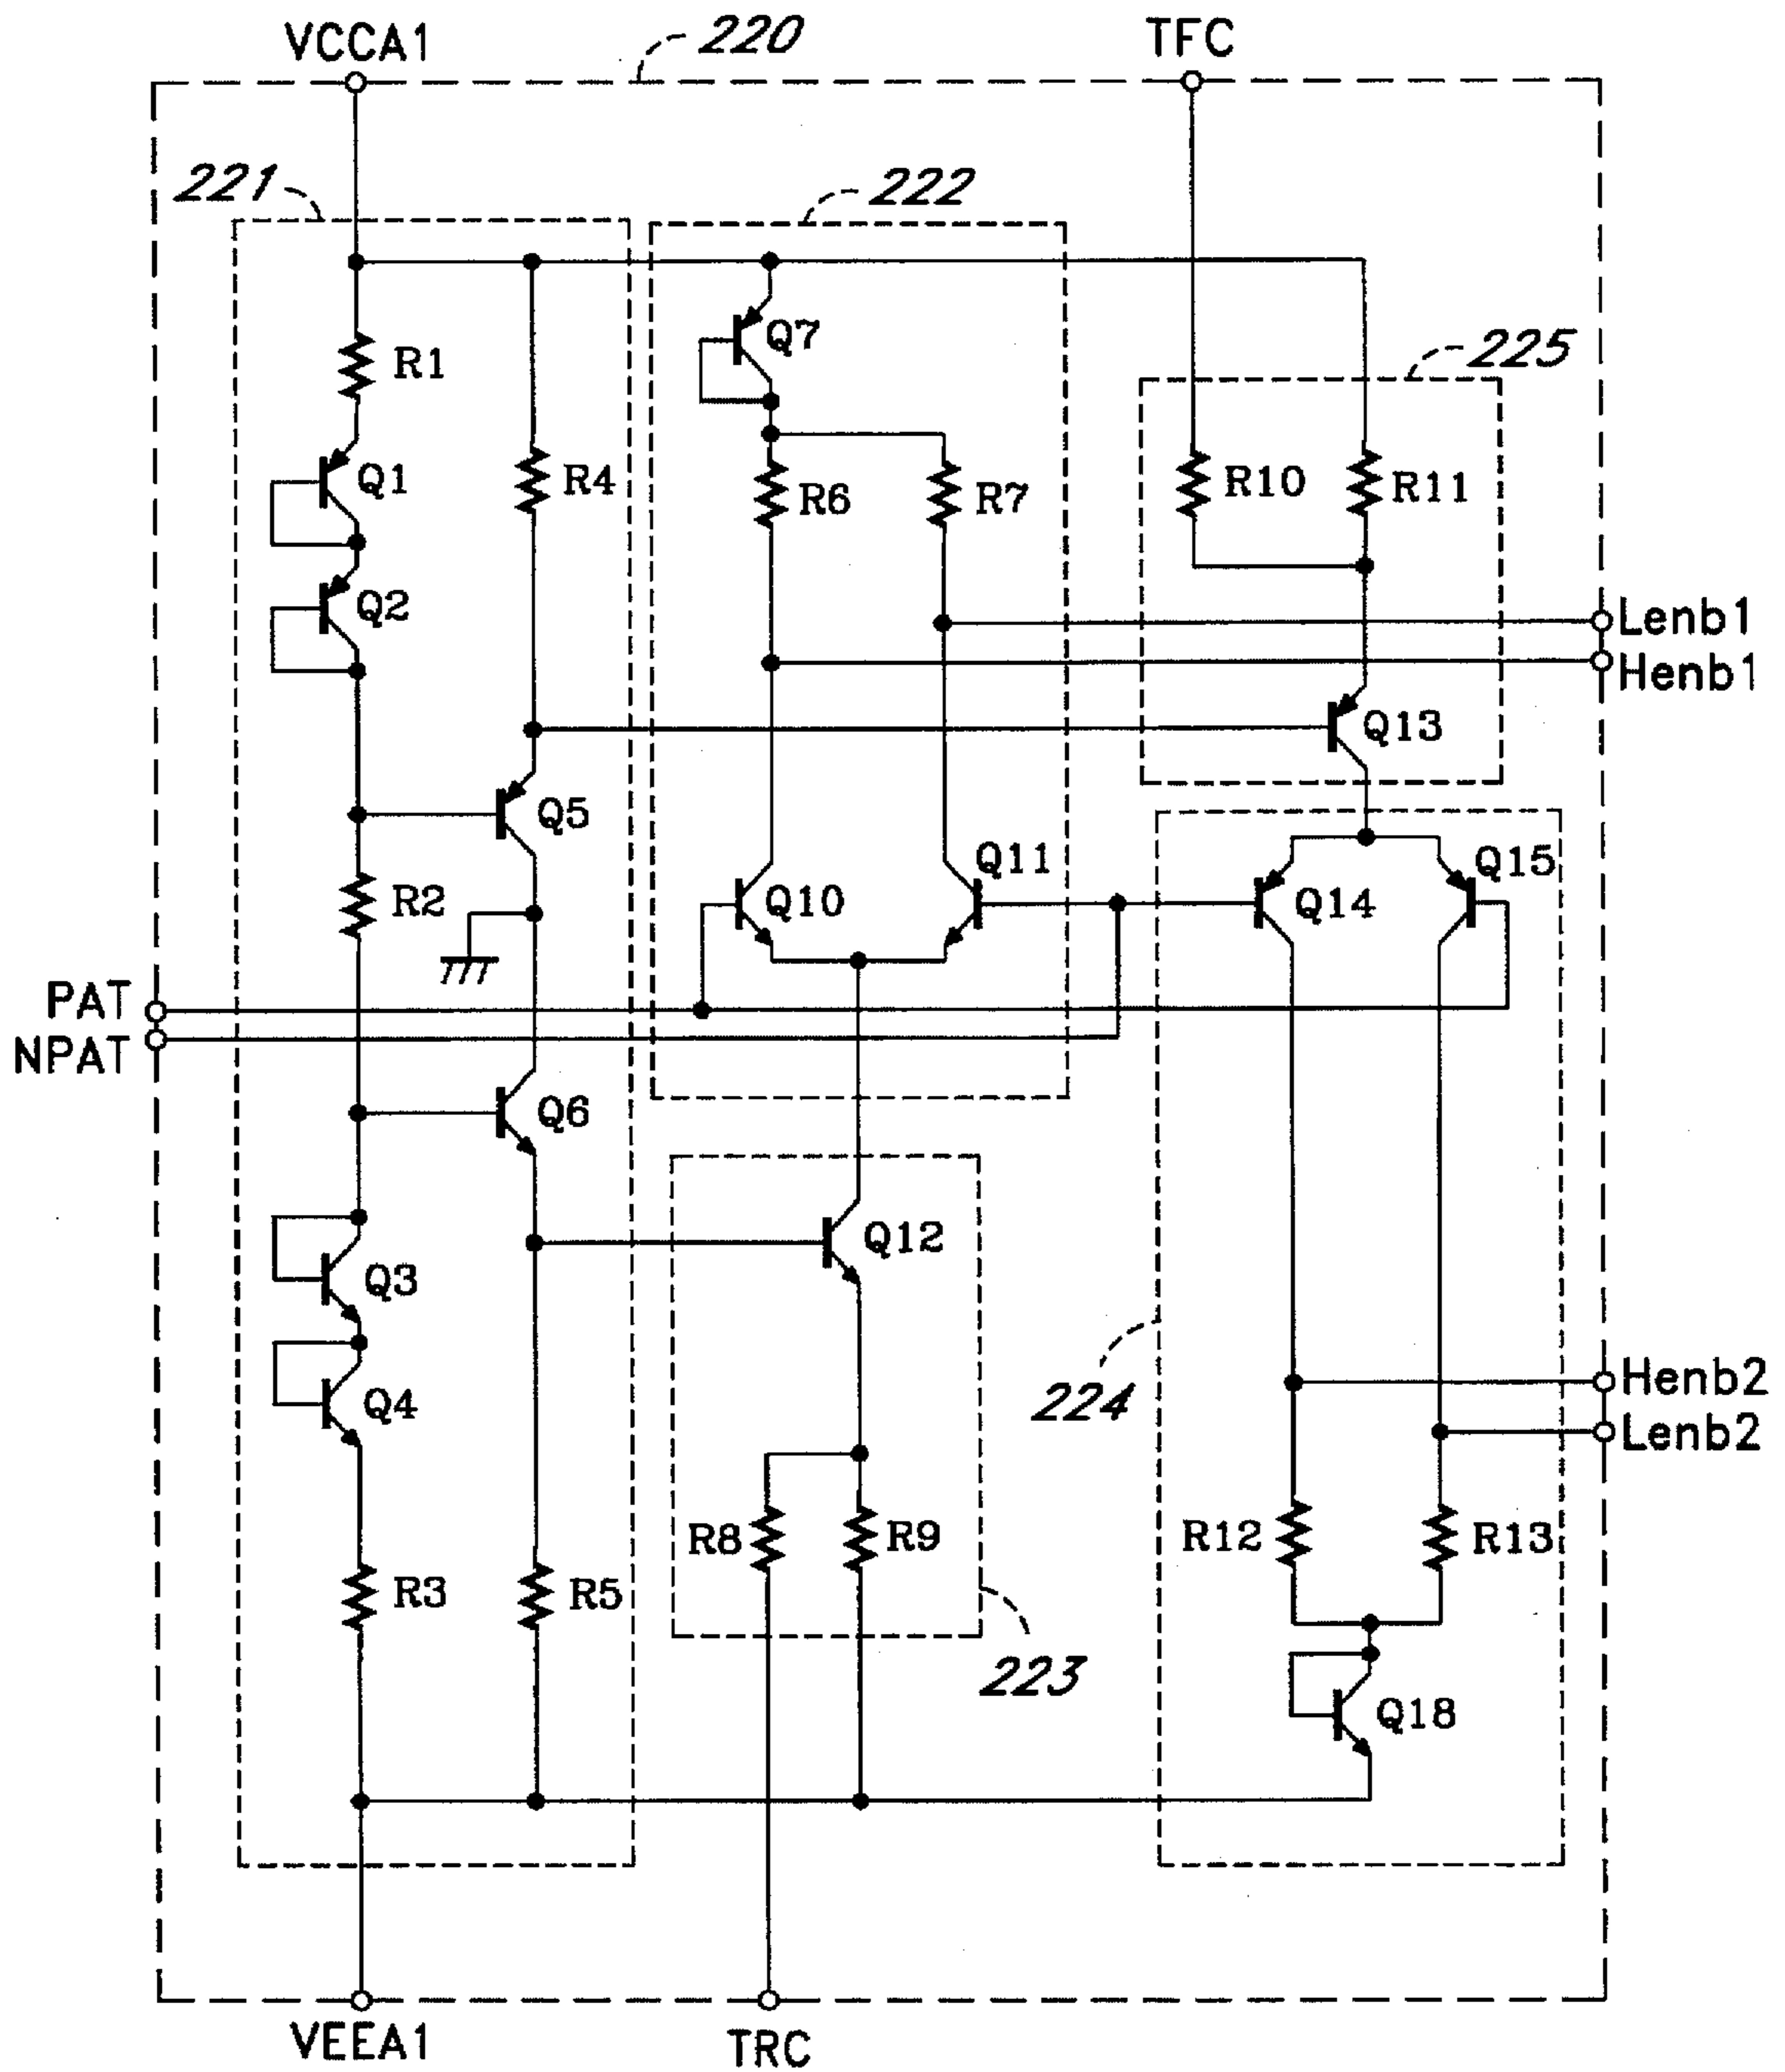 VCCA1
220
TFC
221
222
Q7
225
R1
Q1
R4
R6
R7
R10
R11
Q2
Lenb1
Henb1
Q13
Q5
Q11
Q15
R2
Q10
Q14
PAT
NPAT
Q6
Q12
Q3
Henb2
224
Q4
Lenb2
R8
R9
R12
R13
R3
R5
223
Q18
VEEA1
TRC